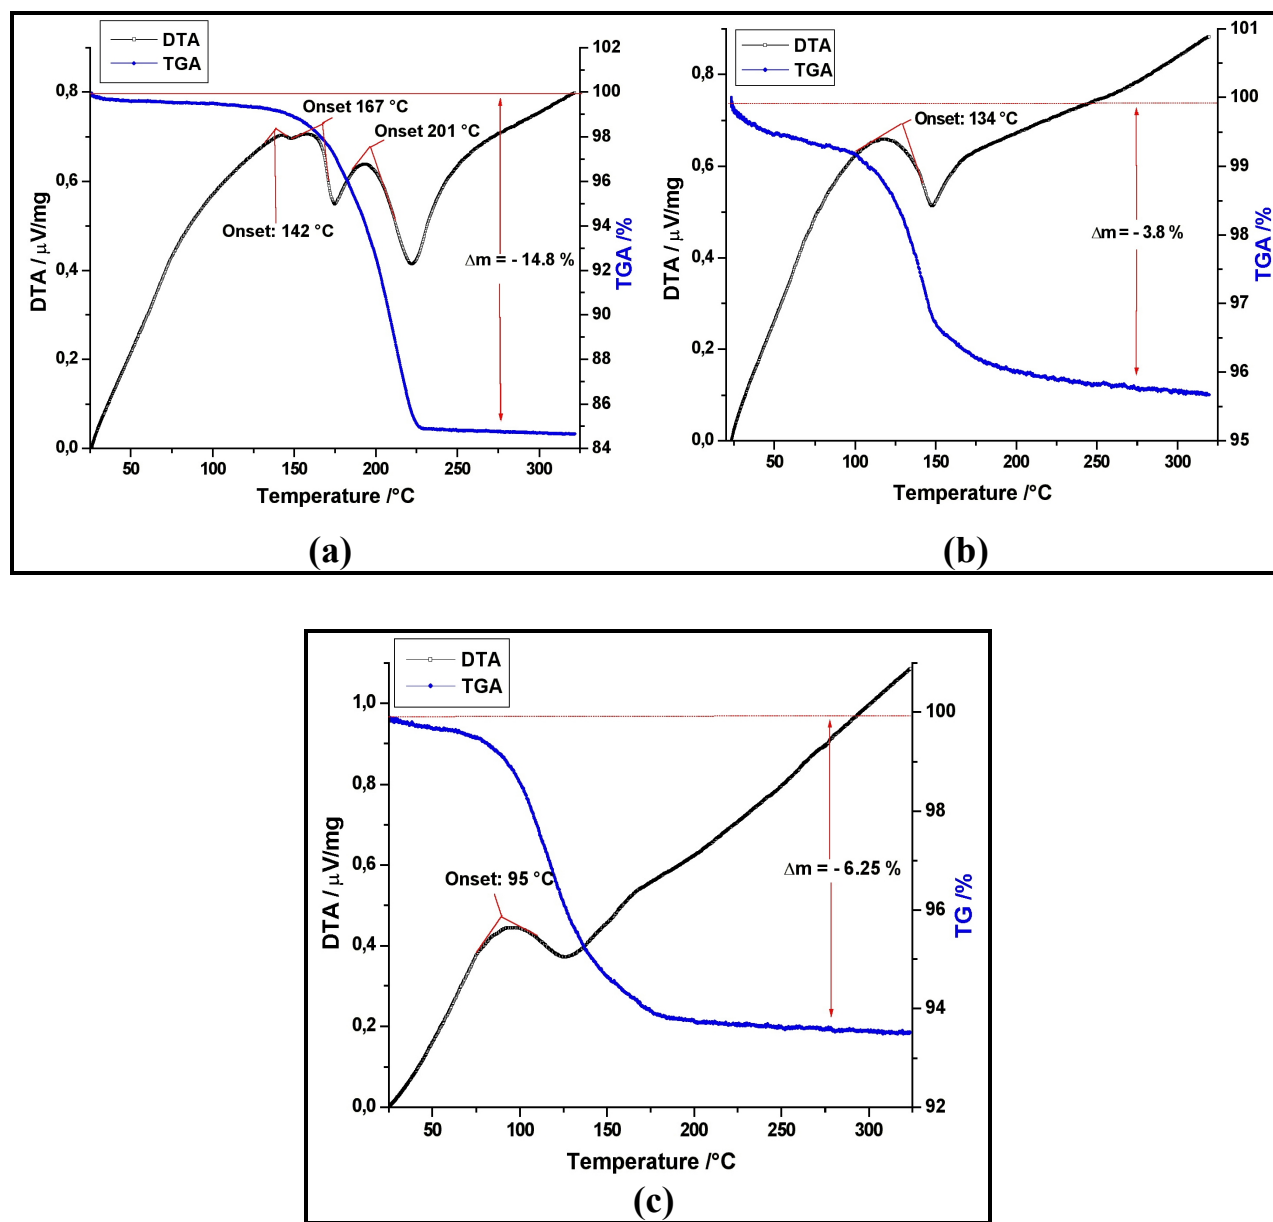 DTA
TGA
102
100
98
96
94
92
90
88
86
84
TGA /%
0,8
0,6
0,4
0,2
0,0
DTA / μV/mg
Onset 167 °C
Onset 201 °C
Onset: 142 °C
Δm = - 14.8 %
50
100
150
200
250
300
Temperature /°C
(a)
DTA
TGA
101
100
99
98
97
96
95
TGA /%
0,8
0,6
0,4
0,2
0,0
DTA / μV/mg
Onset: 134 °C
Δm = - 3.8 %
50
100
150
200
250
300
Temperature /°C
(b)
DTA
TGA
1,0
0,8
0,6
0,4
0,2
0,0
DTA / μV/mg
100
98
96
94
92
TG /%
Onset: 95 °C
Δm = - 6.25 %
50
100
150
200
250
300
Temperature /°C
(c)